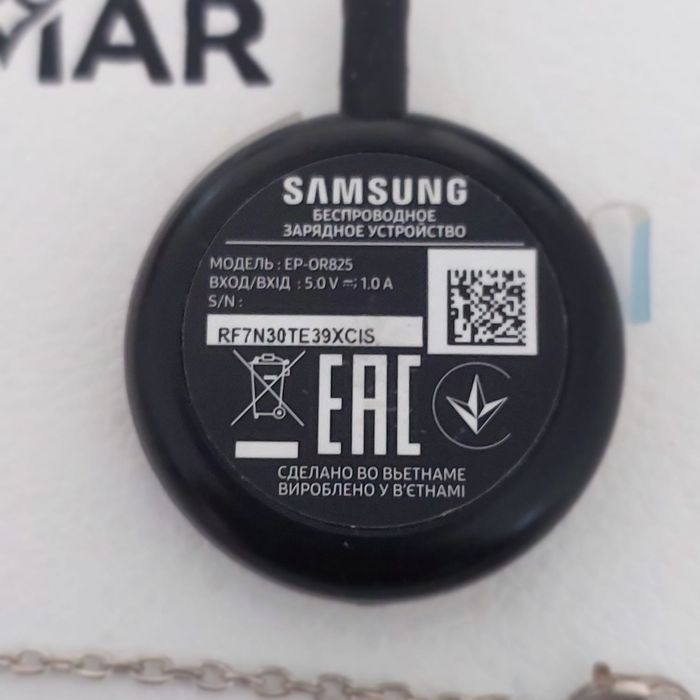 MAR
SAMSUNG
БЕСПРОВОДНОЕ
ЗАРЯДНОЕ УСТРОЙСТВО
МОДЕЛЬ : EP-OR825
ВХОД/ВХІД : 5.0 V ⎓; 1.0 A
S/N :
RF7N30TE39XCIS
EAC
СДЕЛАНО ВО ВЬЕТНАМЕ
ВИРОБЛЕНО У В'ЄТНАМІ